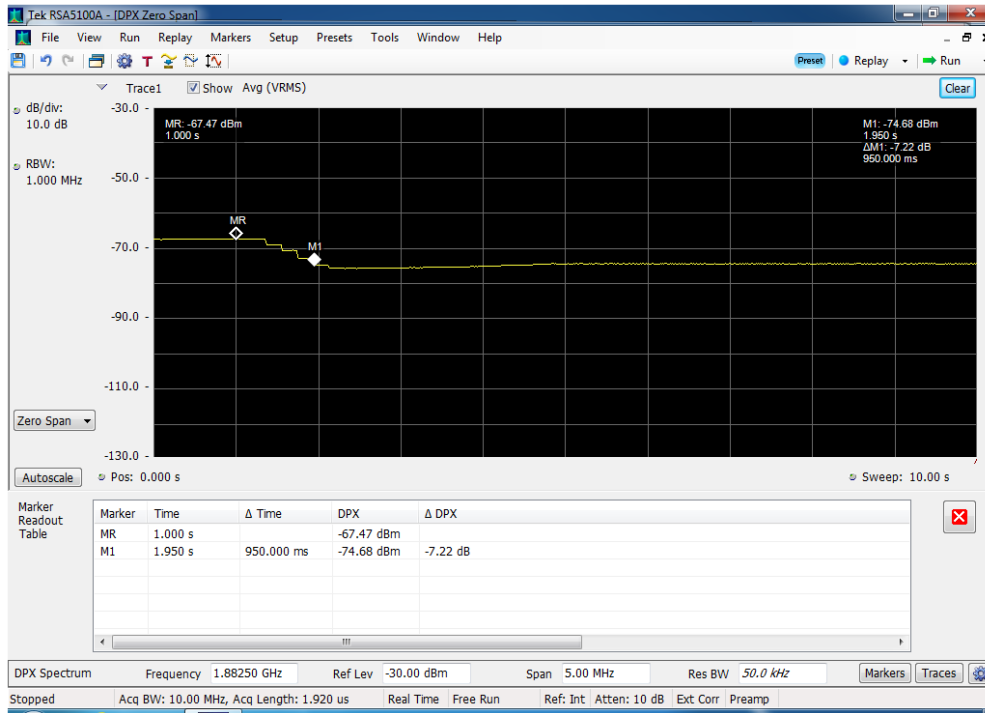 Tek RSA5100A - [DPX Zero Span]
File View Run Replay Markers Setup Presets Tools Window Help
T Preset Replay Run
Trace1 Show Avg (VRMS) Clear
dB/div:
10.0 dB
RBW:
1.000 MHz
-30.0 -
-50.0 -
-70.0 -
-90.0 -
-110.0 -
-130.0 -
MR: -67.47 dBm
1.000 s
M1: -74.68 dBm
1.950 s
ΔM1: -7.22 dB
950.000 ms
MR
M1
Zero Span
Autoscale Pos: 0.000 s Sweep: 10.00 s
Marker
Readout
Table
Marker Time Δ Time DPX Δ DPX
MR 1.000 s -67.47 dBm
M1 1.950 s 950.000 ms -74.68 dBm -7.22 dB
DPX Spectrum Frequency 1.88250 GHz Ref Lev -30.00 dBm Span 5.00 MHz Res BW 50.0 kHz Markers Traces
Stopped Acq BW: 10.00 MHz, Acq Length: 1.920 us Real Time Free Run Ref: Int Atten: 10 dB Ext Corr Preamp